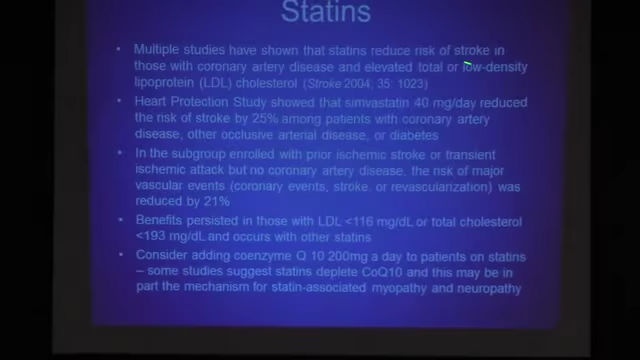 Statins
• Multiple studies have shown that statins reduce risk of stroke in
those with coronary artery disease and elevated total or low-density
lipoprotein (LDL) cholesterol (Stroke 2004; 35: 1023)
• Heart Protection Study showed that simvastatin 40 mg/day reduced
the risk of stroke by 25% among patients with coronary artery
disease, other occlusive arterial disease, or diabetes
• In the subgroup enrolled with prior ischemic stroke or transient
ischemic attack but no coronary artery disease, the risk of major
vascular events (coronary events, stroke, or revascularization) was
reduced by 21%
• Benefits persisted in those with LDL <116 mg/dL or total cholesterol
<193 mg/dL and occurs with other statins
• Consider adding coenzyme Q 10 200mg a day to patients on statins
– some studies suggest statins deplete CoQ10 and this may be in
part the mechanism for statin-associated myopathy and neuropathy